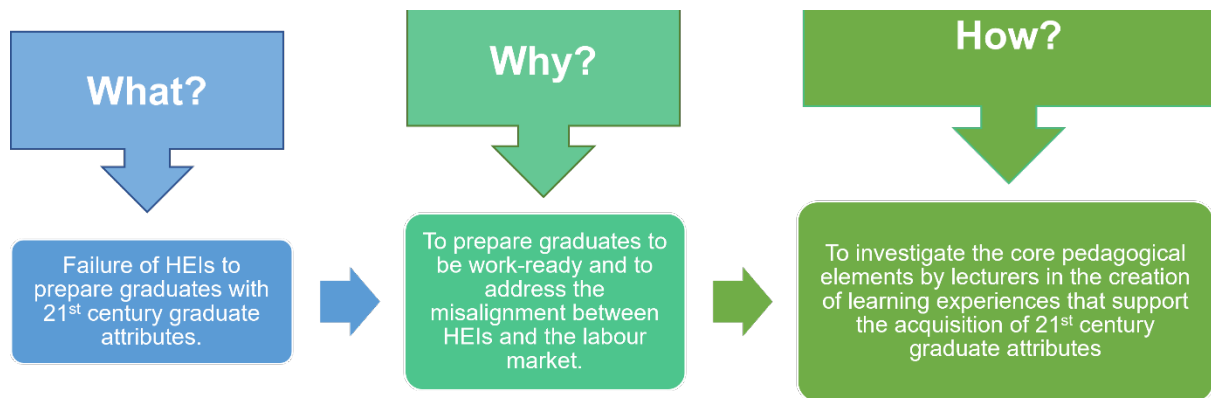 What?
Why?
How?
Failure of HEIs to
prepare graduates with
21st century graduate
attributes.
To prepare graduates to
be work-ready and to
address the
misalignment between
HEIs and the labour
market.
To investigate the core pedagogical
elements by lecturers in the creation
of learning experiences that support
the acquisition of 21st century
graduate attributes